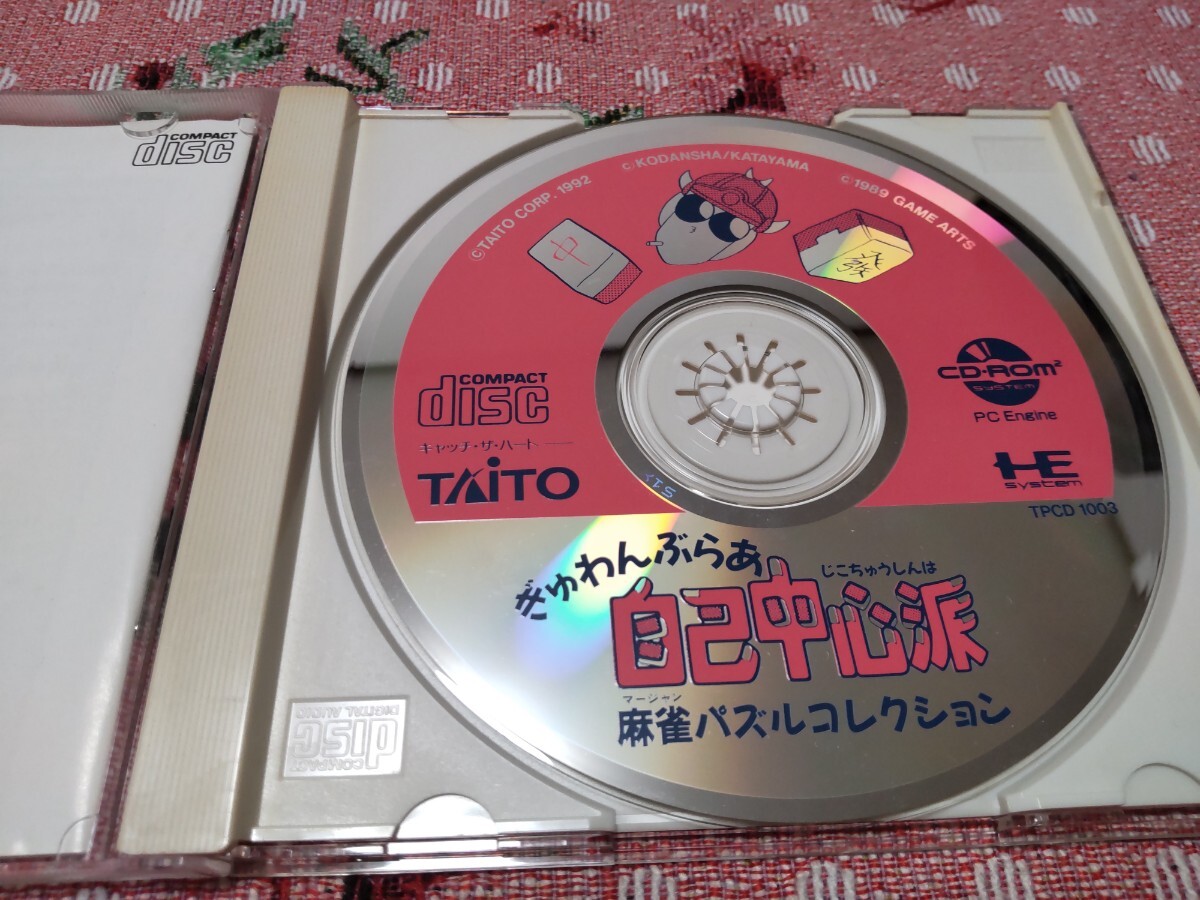 COMPACT
disc
©TAITO CORP. 1992
©KODANSHA/KATAYAMA
©1989 GAME ARTS
中
發
COMPACT
disc
キャッチ・ザ・ハート
TAITO
CD-ROM²
SYSTEM
PC Engine
HE
SYSTEM
TPCD 1003
ぎゅわんぶらあ
じこちゅうしんは
自己中心派
マージャン
麻雀パズルコレクション
COMPACT
disc
DIGITAL AUDIO